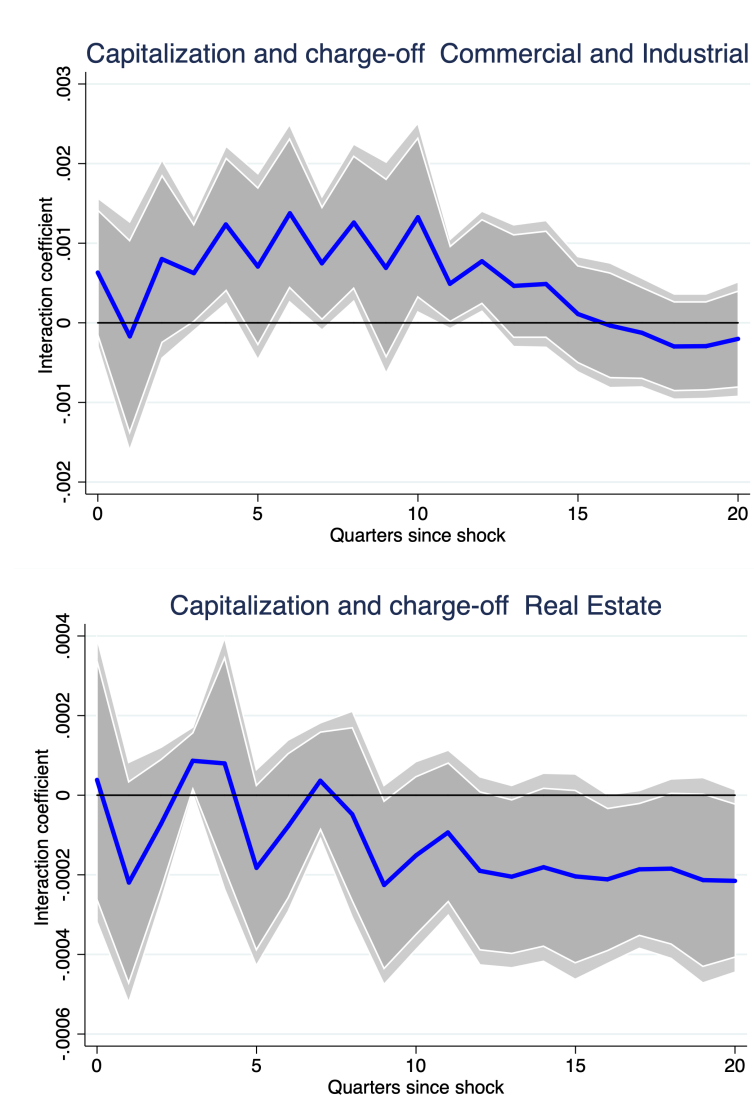 Capitalization and charge-off  Commercial and Industrial
Interaction coefficient
.003
.002
.001
0
-.001
-.002
0 5 10 15 20
Quarters since shock
Capitalization and charge-off  Real Estate
Interaction coefficient
.0004
.0002
0
-.0002
-.0004
-.0006
0 5 10 15 20
Quarters since shock